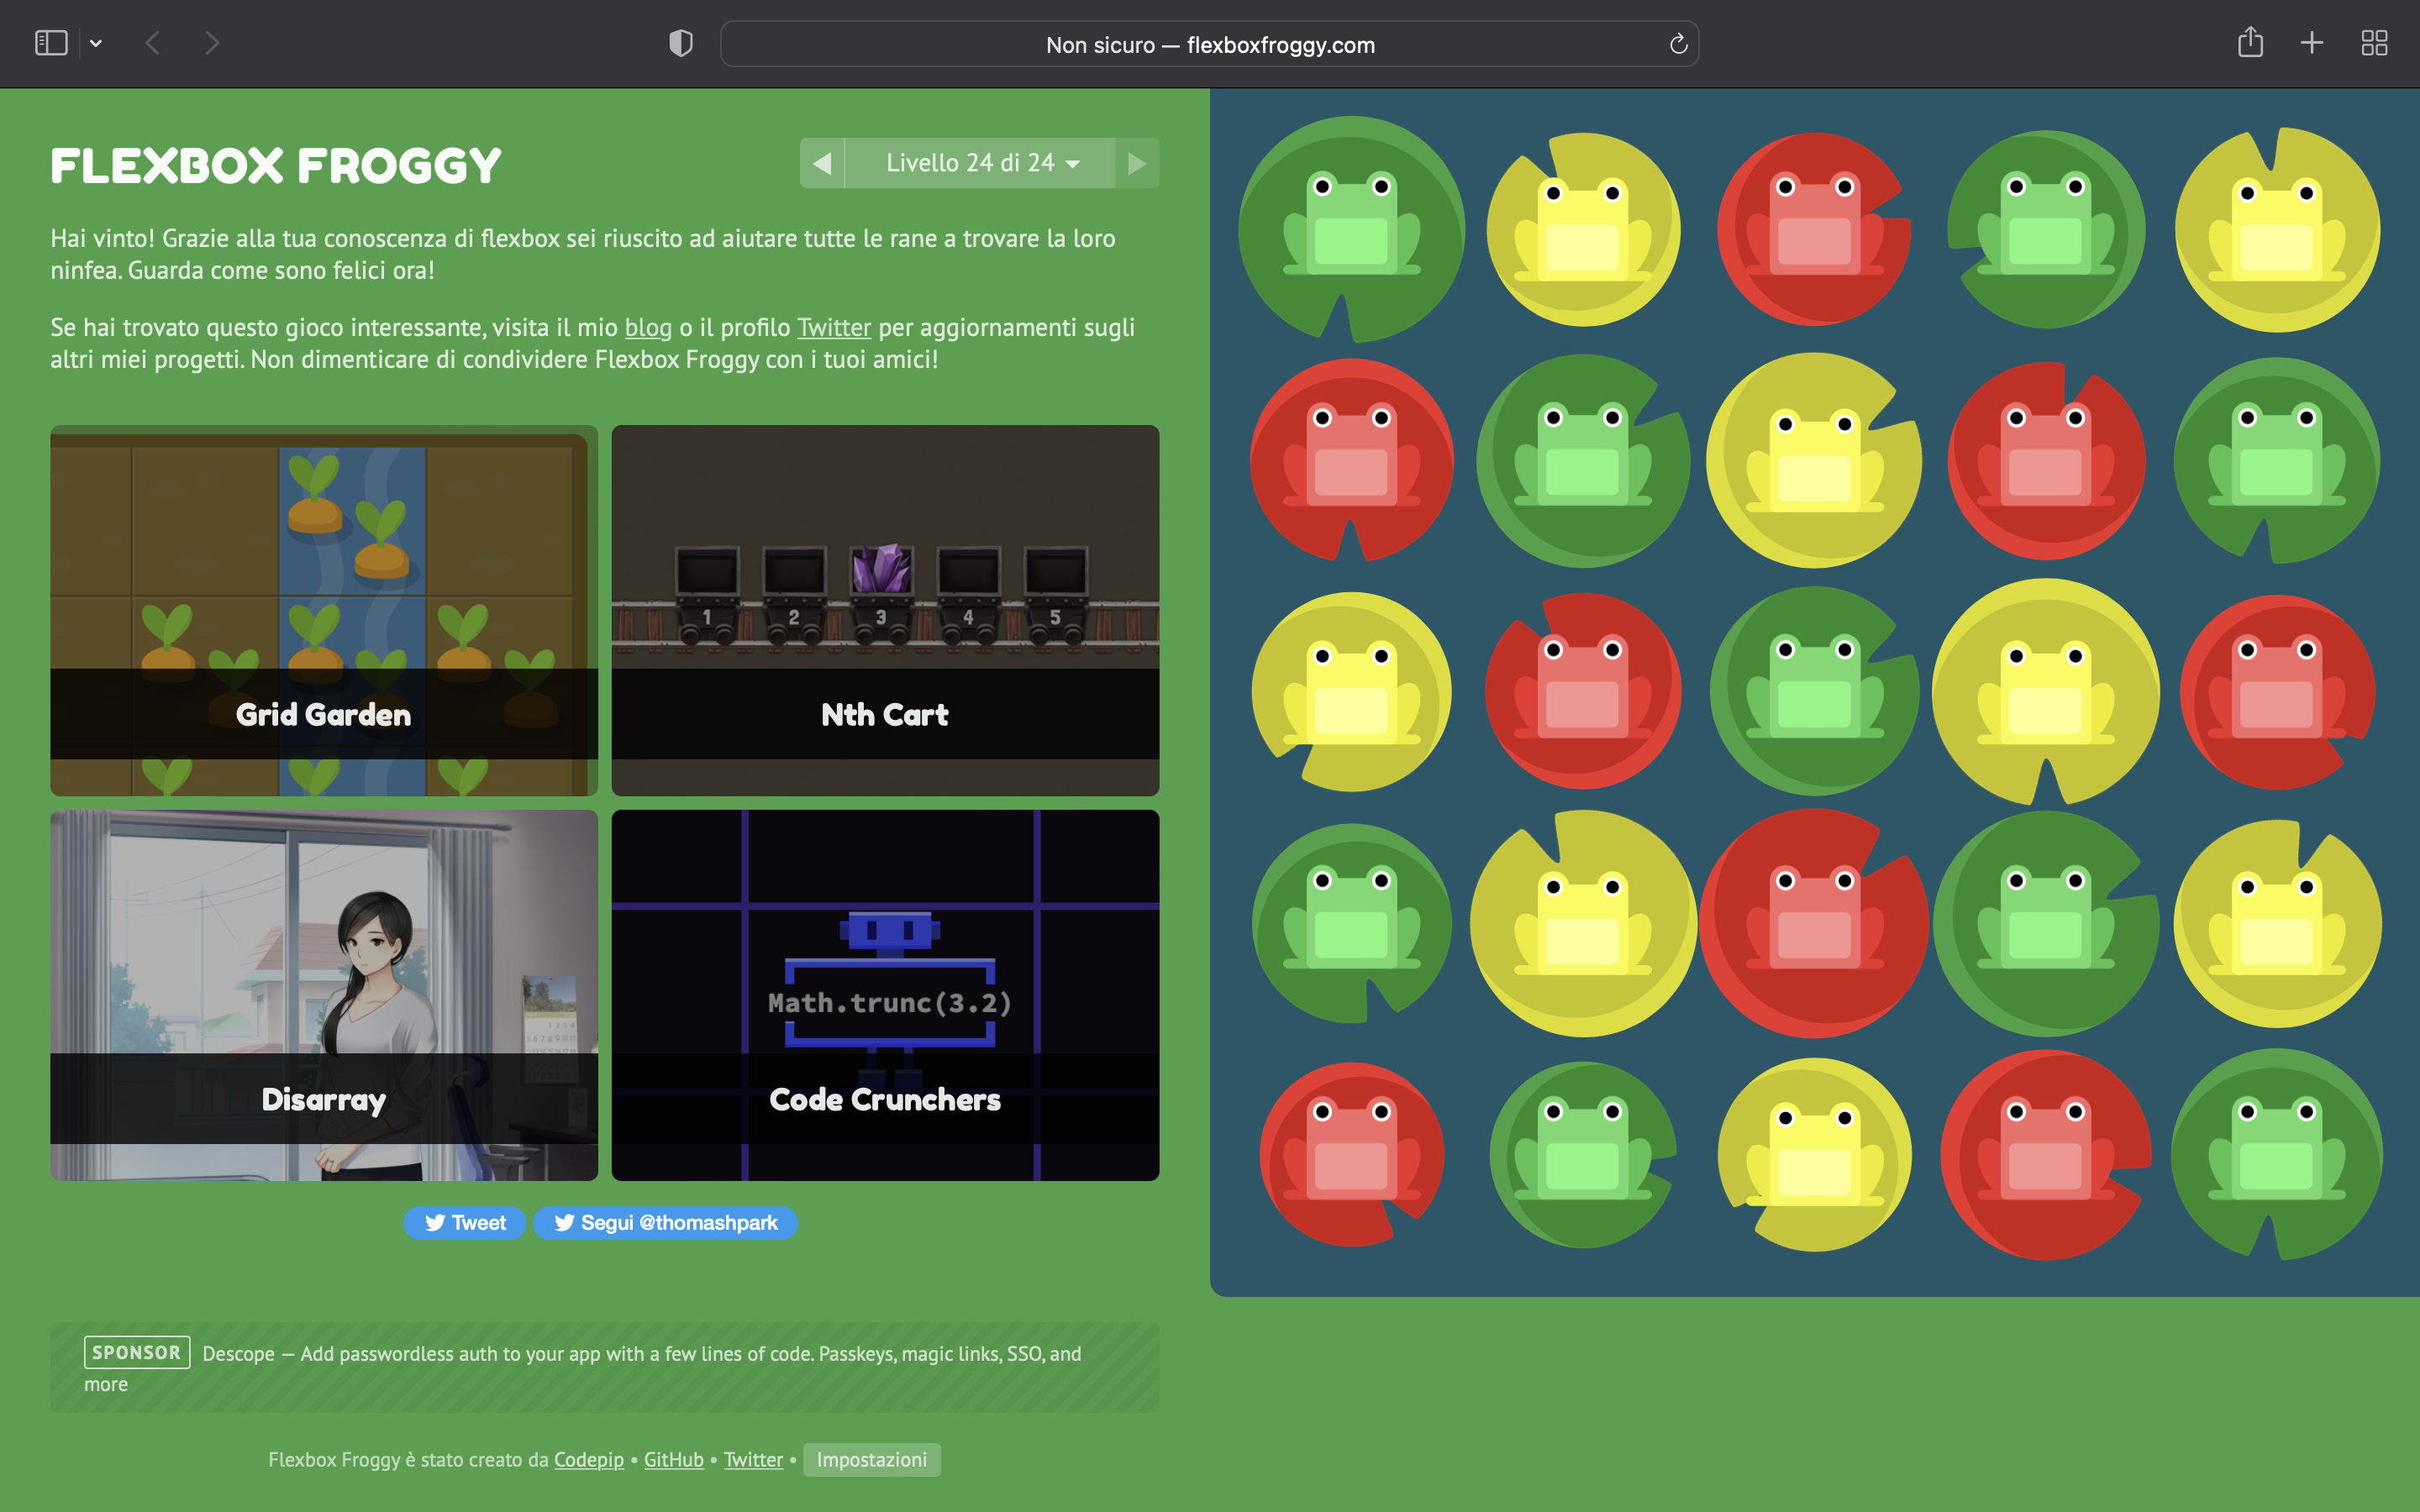 Non sicuro — flexboxfroggy.com
FLEXBOX FROGGY
Livello 24 di 24
Hai vinto! Grazie alla tua conoscenza di flexbox sei riuscito ad aiutare tutte le rane a trovare la loro
ninfea. Guarda come sono felici ora!
Se hai trovato questo gioco interessante, visita il mio blog o il profilo Twitter per aggiornamenti sugli
altri miei progetti. Non dimenticare di condividere Flexbox Froggy con i tuoi amici!
1 2 3 4 5
Grid Garden
Nth Cart
Math.trunc(3.2)
Disarray
Code Crunchers
Tweet
Segui @thomashpark
SPONSOR Descope — Add passwordless auth to your app with a few lines of code. Passkeys, magic links, SSO, and
more
Flexbox Froggy è stato creato da Codepip • GitHub • Twitter • Impostazioni